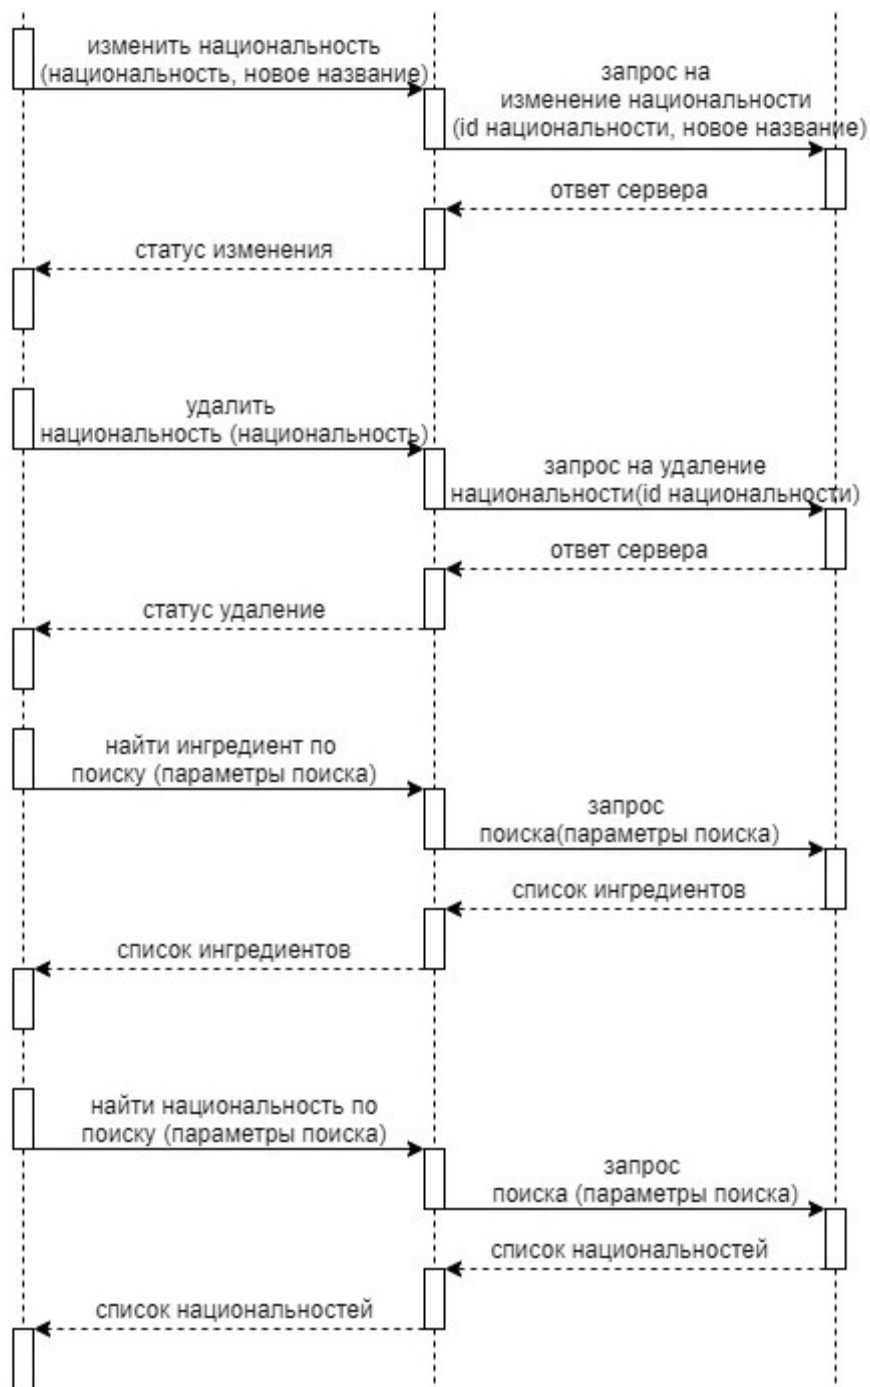 изменить национальность
(национальность, новое название)
запрос на
изменение национальности
(id национальности, новое название)
ответ сервера
статус изменения
удалить
национальность (национальность)
запрос на удаление
национальности(id национальности)
ответ сервера
статус удаление
найти ингредиент по
поиску (параметры поиска)
запрос
поиска(параметры поиска)
список ингредиентов
список ингредиентов
найти национальность по
поиску (параметры поиска)
запрос
поиска (параметры поиска)
список национальностей
список национальностей